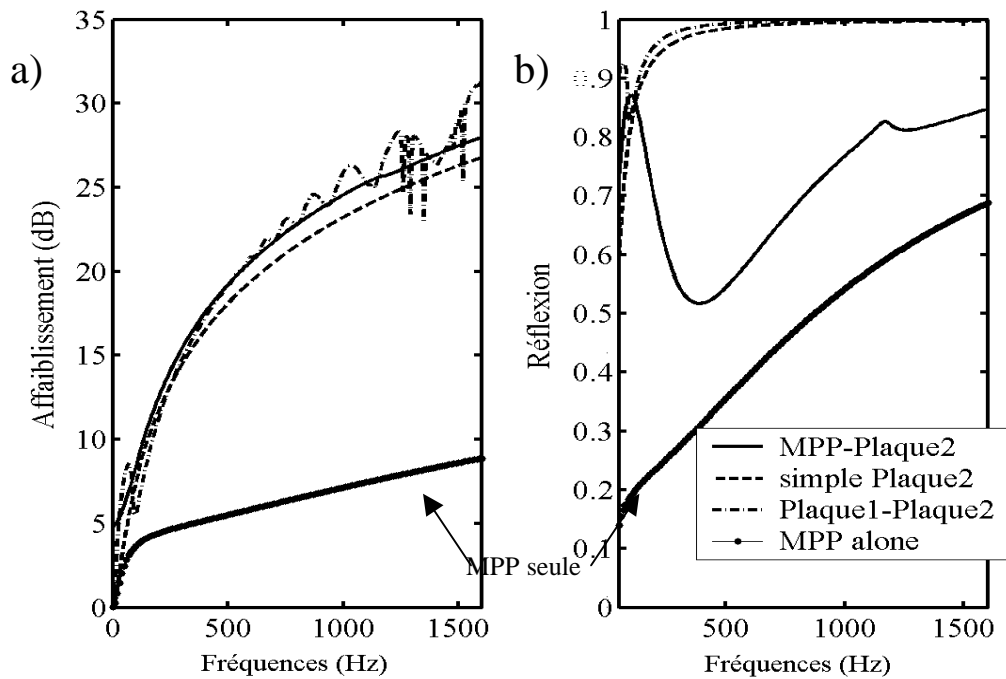 a)
Affaiblissement (dB)
35
30
25
20
15
10
5
0
0
500
1000
1500
Fréquences (Hz)
b)
Réflexion
1
0.9
0.8
0.7
0.6
0.5
0.4
0.3
0.2
0.1
0
500
1000
1500
Fréquences (Hz)
MPP-Plaque2
simple Plaque2
Plaque1-Plaque2
MPP alone
MPP seule